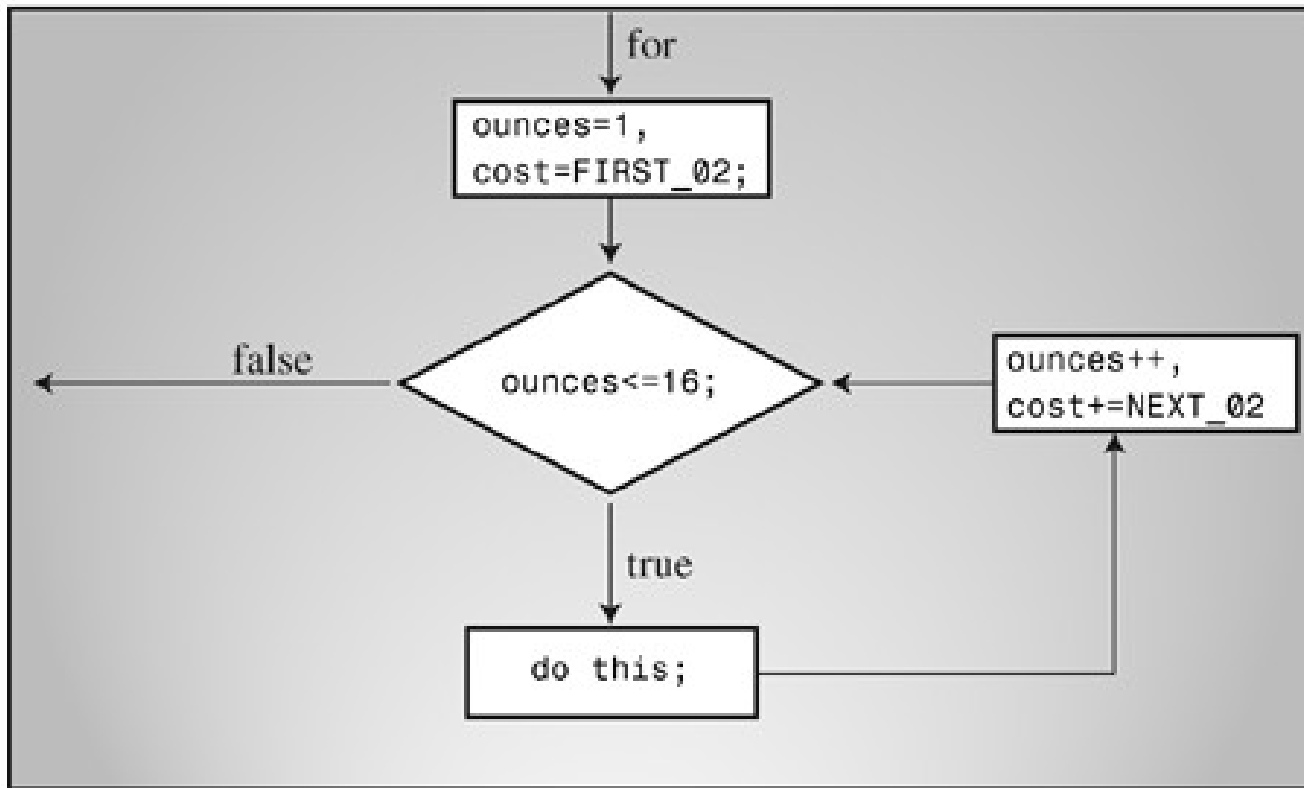 for
ounces=1,
cost=FIRST_02;
ounces<=16;
false
ounces++,
cost+=NEXT_02
true
do this;